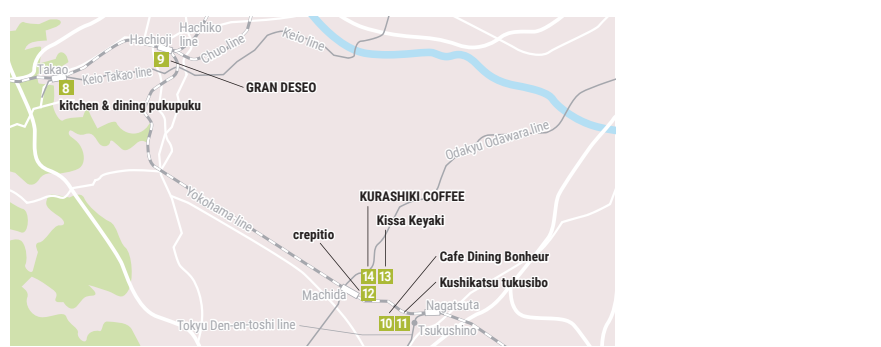 Hachiko
line
Hachioji
Chuo line
Keio line
Takao
Keio Takao line
9
8
GRAN DESEO
kitchen & dining pukupuku
Odakyu Odawara line
Yokohama line
KURASHIKI COFFEE
Kissa Keyaki
crepitio
Cafe Dining Bonheur
14 13
Kushikatsu tukusibo
Machida
12
Nagatsuta
Tokyu Den-en-toshi line
10 11
Tsukushino